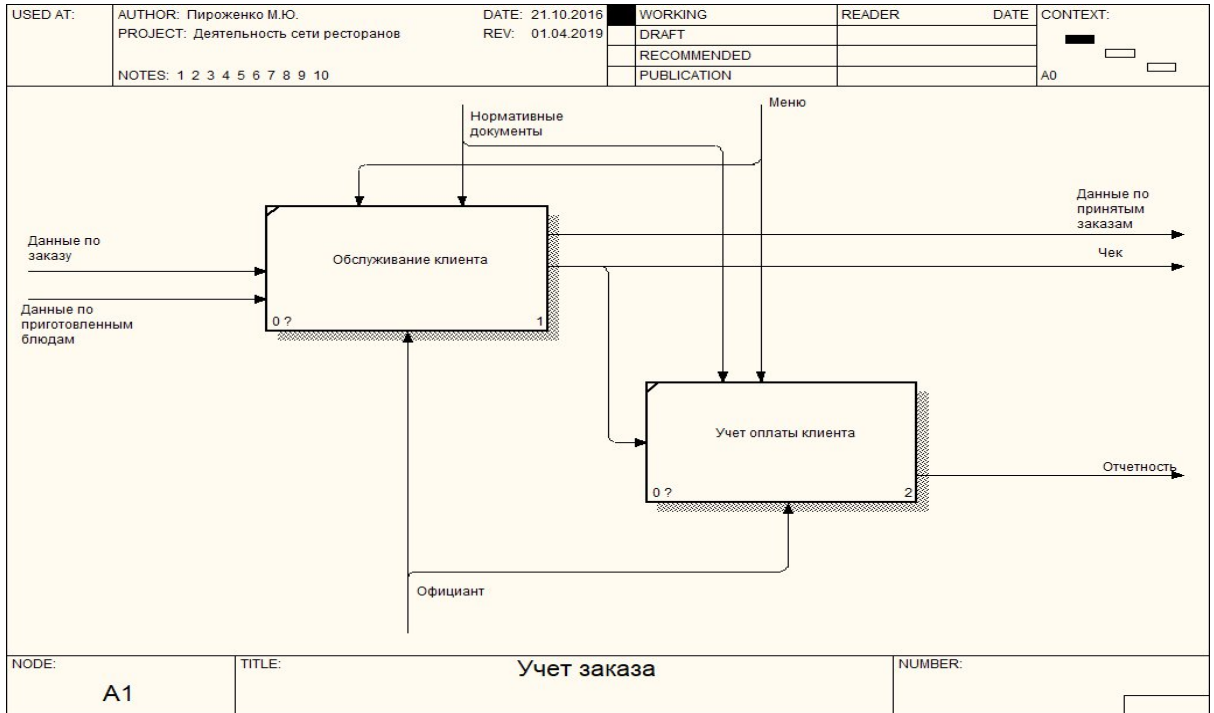 USED AT:
AUTHOR: Пироженко М.Ю.
DATE: 21.10.2016
PROJECT: Деятельность сети ресторанов
REV: 01.04.2019
NOTES: 1 2 3 4 5 6 7 8 9 10
WORKING
DRAFT
RECOMMENDED
PUBLICATION
READER DATE
CONTEXT:
A0
Нормативные
документы
Меню
Данные по
заказу
Данные по
приготовленным
блюдам
Обслуживание клиента
0 ? 1
Данные по
принятым
заказам
Чек
Учет оплаты клиента
0 ? 2
Отчетность
Официант
NODE:
A1
TITLE:
Учет заказа
NUMBER: